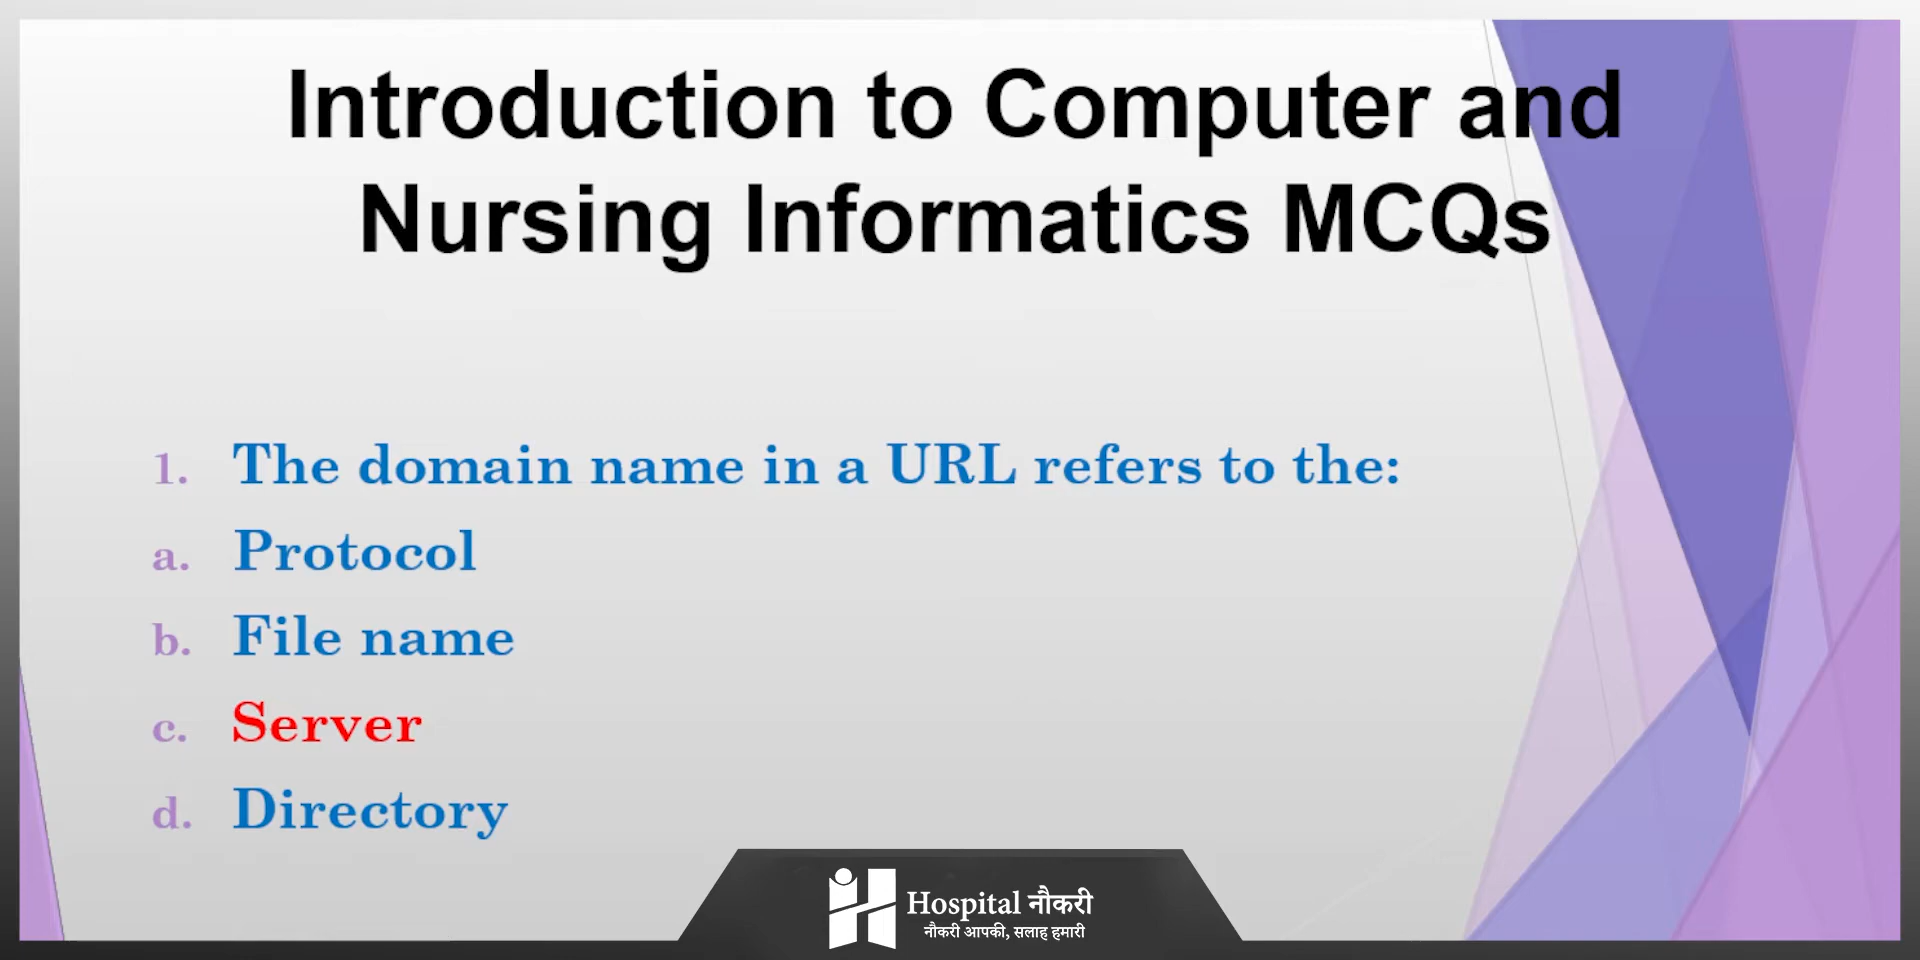 Introduction to Computer and
Nursing Informatics MCQs
1. The domain name in a URL refers to the:
a. Protocol
b. File name
c. Server
d. Directory
Hospital नौकरी
नौकरी आपकी, सलाह हमारी